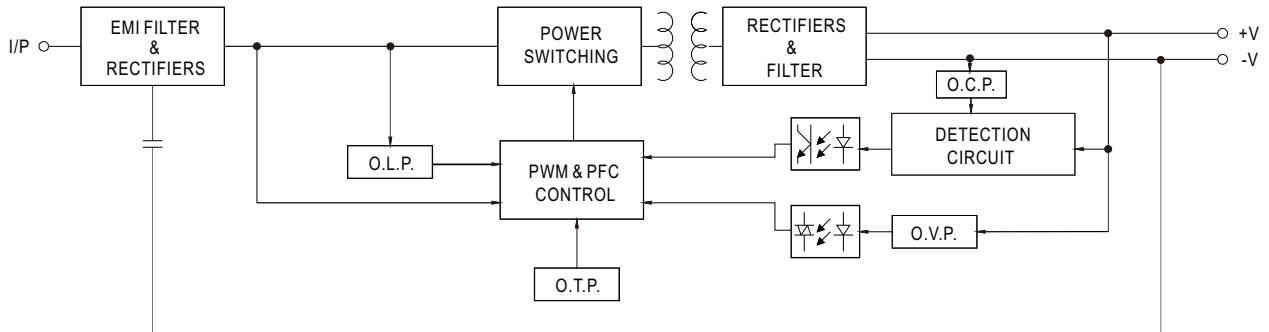 I/P
EMI FILTER
&
RECTIFIERS
POWER
SWITCHING
RECTIFIERS
&
FILTER
+V
-V
O.C.P.
DETECTION
CIRCUIT
O.L.P.
PWM & PFC
CONTROL
O.V.P.
O.T.P.